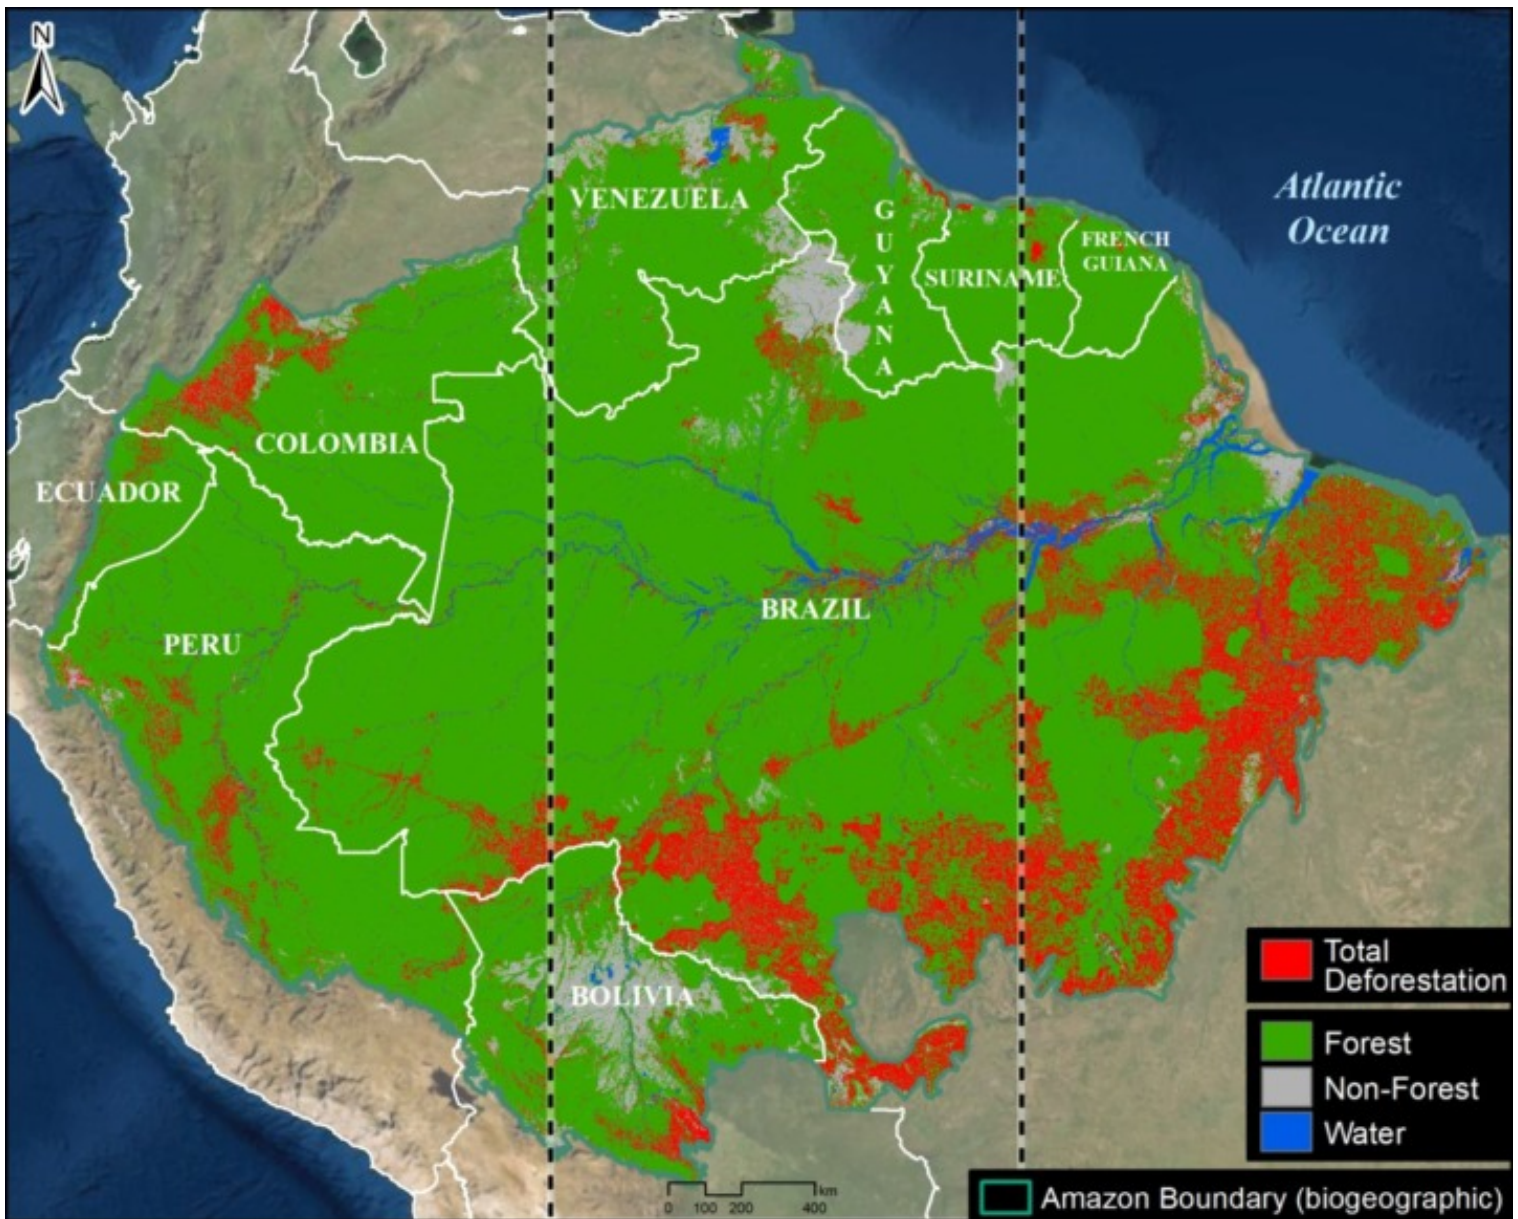 N
Atlantic
Ocean
VENEZUELA
GUYANA
FRENCH
GUIANA
SURINAME
COLOMBIA
ECUADOR
BRAZIL
PERU
BOLIVIA
Total
Deforestation
Forest
Non-Forest
Water
km
0 100 200 400
Amazon Boundary (biogeographic)